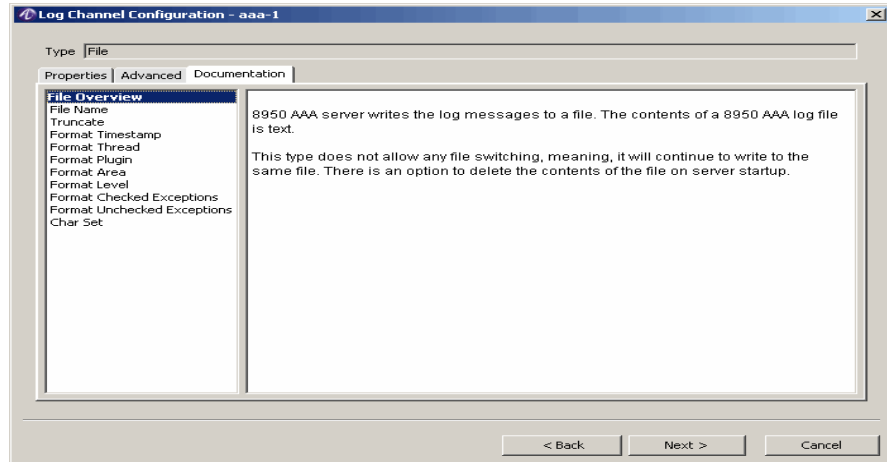 Log Channel Configuration - aaa-1
Type File
Properties Advanced Documentation
File Overview
File Name
Truncate
Format Timestamp
Format Thread
Format Plugin
Format Area
Format Level
Format Checked Exceptions
Format Unchecked Exceptions
Char Set
8950 AAA server writes the log messages to a file. The contents of a 8950 AAA log file
is text.
This type does not allow any file switching, meaning, it will continue to write to the
same file. There is an option to delete the contents of the file on server startup.
< Back Next > Cancel